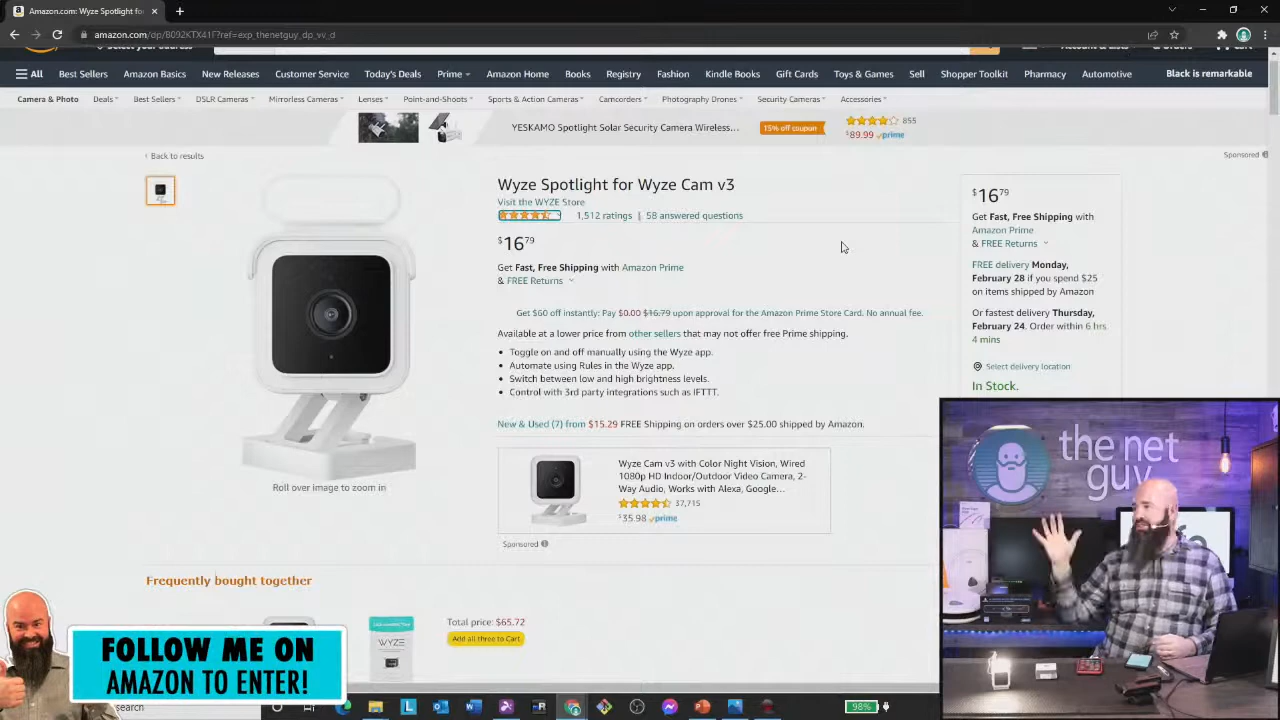 Amazon.com: Wyze Spotlight for
amazon.com/dp/B092KTX41F?ref=exp_thenetguy_dp_vv_d
Select your address
Account & Lists
& Orders
Cart
All
Best Sellers
Amazon Basics
New Releases
Customer Service
Today's Deals
Prime
Amazon Home
Books
Registry
Fashion
Kindle Books
Gift Cards
Toys & Games
Sell
Shopper Toolkit
Pharmacy
Automotive
Black is remarkable
Camera & Photo
Deals
Best Sellers
DSLR Cameras
Mirrorless Cameras
Lenses
Point-and-Shoots
Sports & Action Cameras
Camcorders
Photography Drones
Security Cameras
Accessories
YESKAMO Spotlight Solar Security Camera Wireless...
15% off coupon
855
$89.99 prime
Sponsored
‹ Back to results
Wyze Spotlight for Wyze Cam v3
Visit the WYZE Store
1,512 ratings | 58 answered questions
$16 79
Get Fast, Free Shipping with Amazon Prime
& FREE Returns
Get $60 off instantly: Pay $0.00 $16.79 upon approval for the Amazon Prime Store Card. No annual fee.
Available at a lower price from other sellers that may not offer free Prime shipping.
• Toggle on and off manually using the Wyze app.
• Automate using Rules in the Wyze app.
• Switch between low and high brightness levels.
• Control with 3rd party integrations such as IFTTT.
New & Used (7) from $15.29 FREE Shipping on orders over $25.00 shipped by Amazon.
Roll over image to zoom in
Wyze Cam v3 with Color Night Vision, Wired
1080p HD Indoor/Outdoor Video Camera, 2-
Way Audio, Works with Alexa, Google...
37,715
$35.98 prime
Sponsored
$16 79
Get Fast, Free Shipping with
Amazon Prime
& FREE Returns
FREE delivery Monday,
February 28 if you spend $25
on items shipped by Amazon
Or fastest delivery Thursday,
February 24. Order within 6 hrs
4 mins
Select delivery location
In Stock.
the net
guy
Frequently bought together
Total price: $65.72
Add all three to Cart
WYZE
FOLLOW ME ON
AMAZON TO ENTER!
search
98%